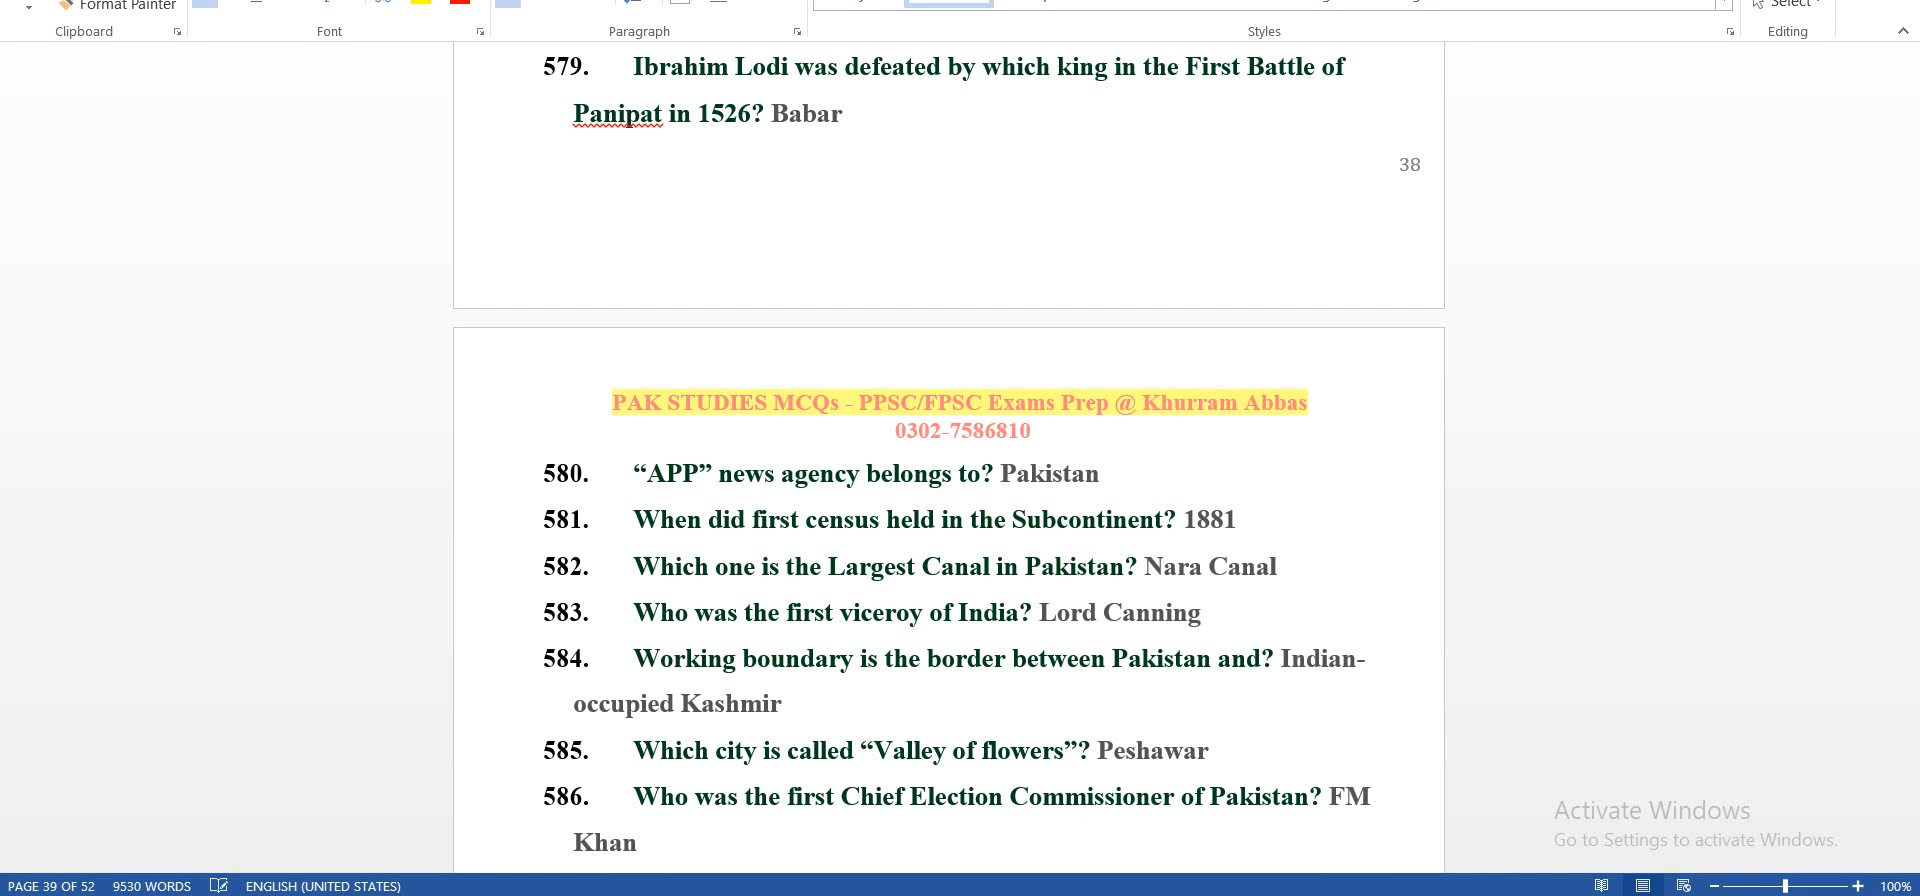 Format Painter
Select
Clipboard
Font
Paragraph
Styles
Editing
579. Ibrahim Lodi was defeated by which king in the First Battle of
Panipat in 1526? Babar
38
PAK STUDIES MCQs - PPSC/FPSC Exams Prep @ Khurram Abbas
0302-7586810
580. “APP” news agency belongs to? Pakistan
581. When did first census held in the Subcontinent? 1881
582. Which one is the Largest Canal in Pakistan? Nara Canal
583. Who was the first viceroy of India? Lord Canning
584. Working boundary is the border between Pakistan and? Indian-
occupied Kashmir
585. Which city is called “Valley of flowers”? Peshawar
586. Who was the first Chief Election Commissioner of Pakistan? FM
Khan
Activate Windows
Go to Settings to activate Windows.
PAGE 39 OF 52 9530 WORDS ENGLISH (UNITED STATES) 100%